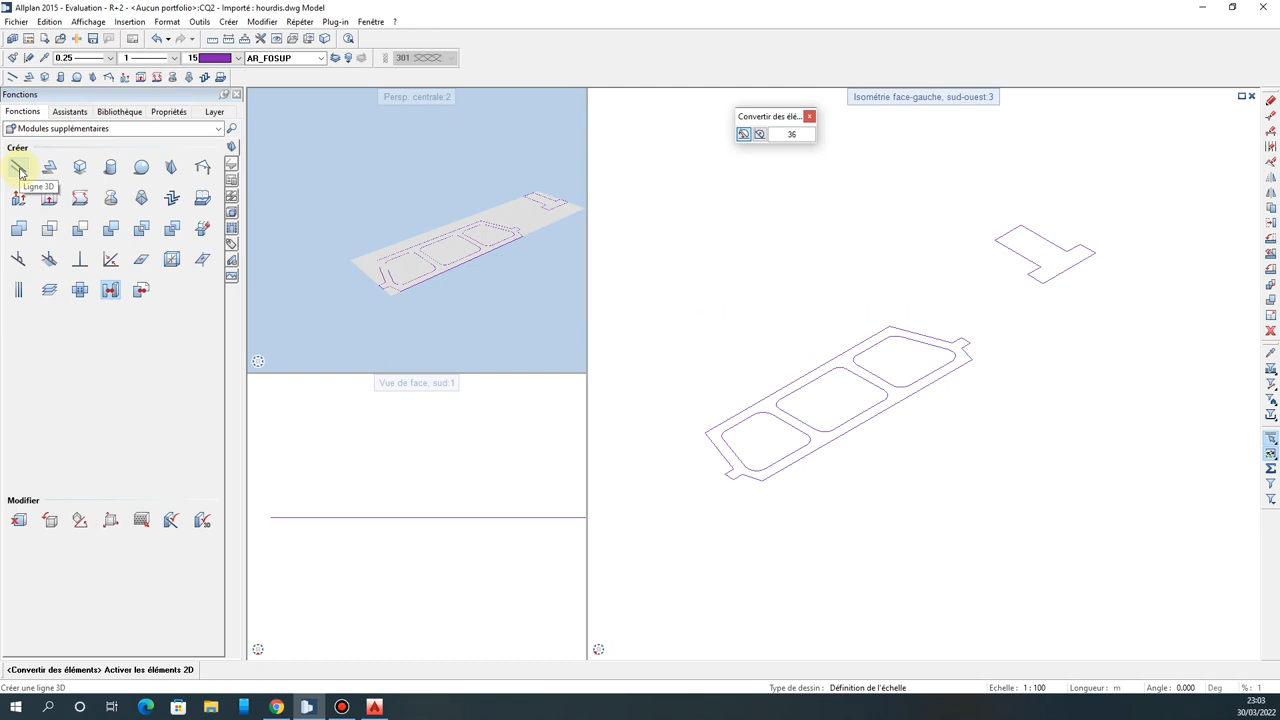 Allplan 2015 - Evaluation - R+2 - <Aucun portfolio>:CQ2 - Importé : hourdis.dwg Model
Fichier Edition Affichage Insertion Format Outils Créer Modifier Répéter Plug-in Fenêtre ?
0.25 1 15 AR_FOSUP 301
Fonctions
Fonctions Assistants Bibliothèque Propriétés Layer
Modules supplémentaires
Créer
Ligne 3D
Modifier
Persp. centrale:2
Vue de face, sud:1
Isométrie face-gauche, sud-ouest:3
Convertir des élé...
36
<Convertir des éléments> Activer les éléments 2D
Créer une ligne 3D Type de dessin : Définition de l'échelle Echelle : 1 : 100 Longueur : m Angle : 0.000 Deg % : 1
23:03
30/03/2022